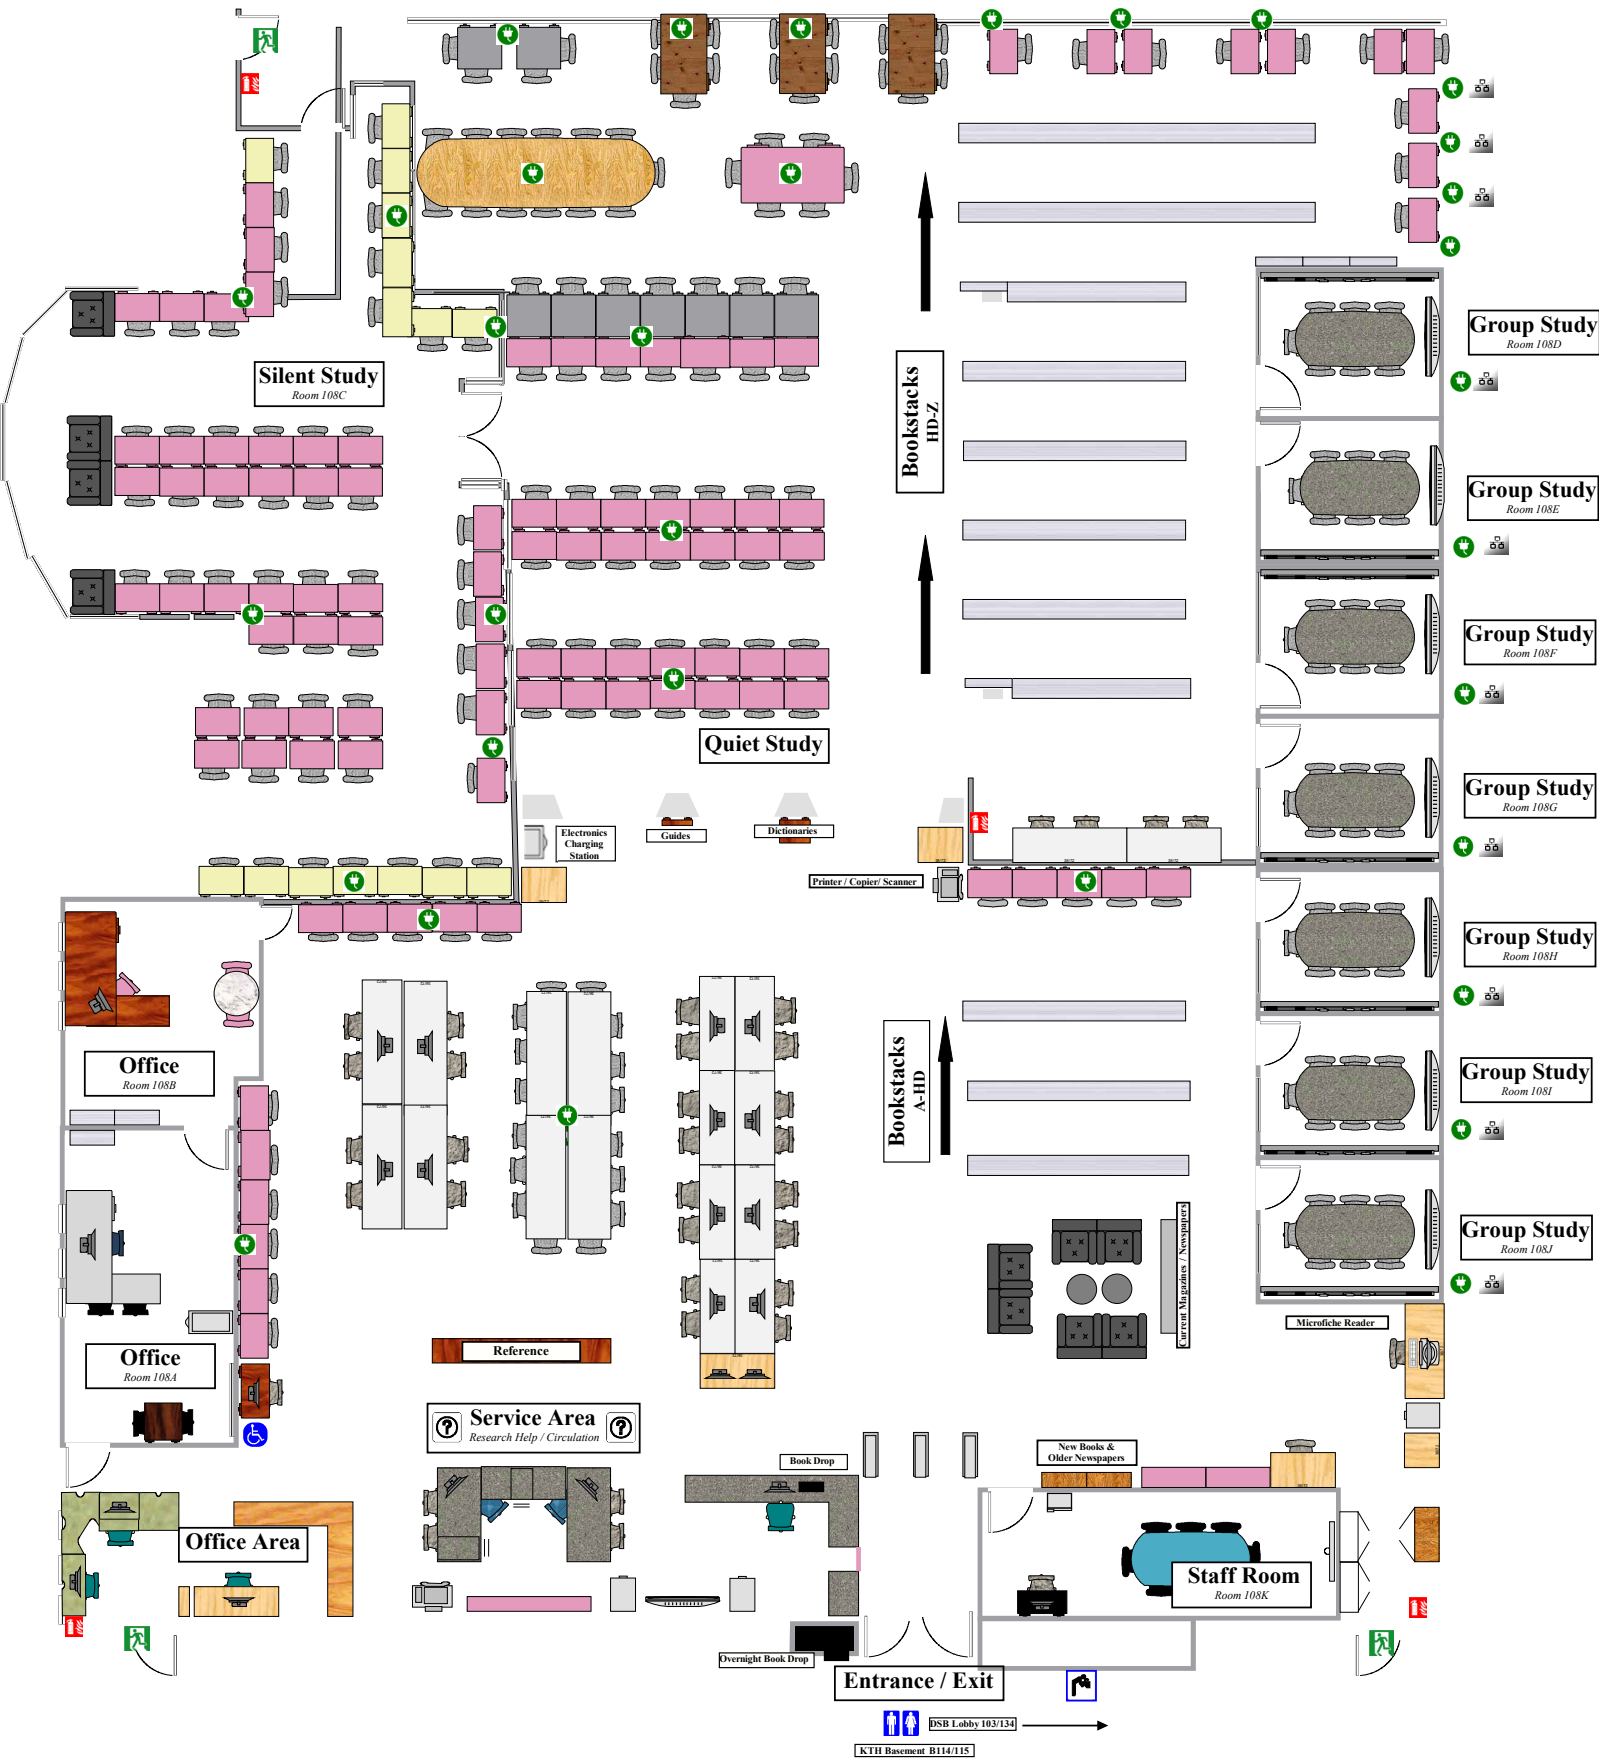 Silent Study
Room 108C
Bookstacks
HD-Z
Group Study
Room 108D
Group Study
Room 108E
Group Study
Room 108F
Quiet Study
Group Study
Room 108G
Electronics
Charging
Station
Guides
Dictionaries
Printer / Copier/ Scanner
Group Study
Room 108H
Office
Room 108B
Bookstacks
A-HD
Group Study
Room 108I
Current Magazines / Newspapers
Group Study
Room 108J
Microfiche Reader
Reference
Office
Room 108A
Service Area
Research Help / Circulation
?
?
Book Drop
New Books &
Older Newspapers
Office Area
Staff Room
Room 108K
Overnight Book Drop
Entrance / Exit
DSB Lobby 103/134
KTH Basement B114/115